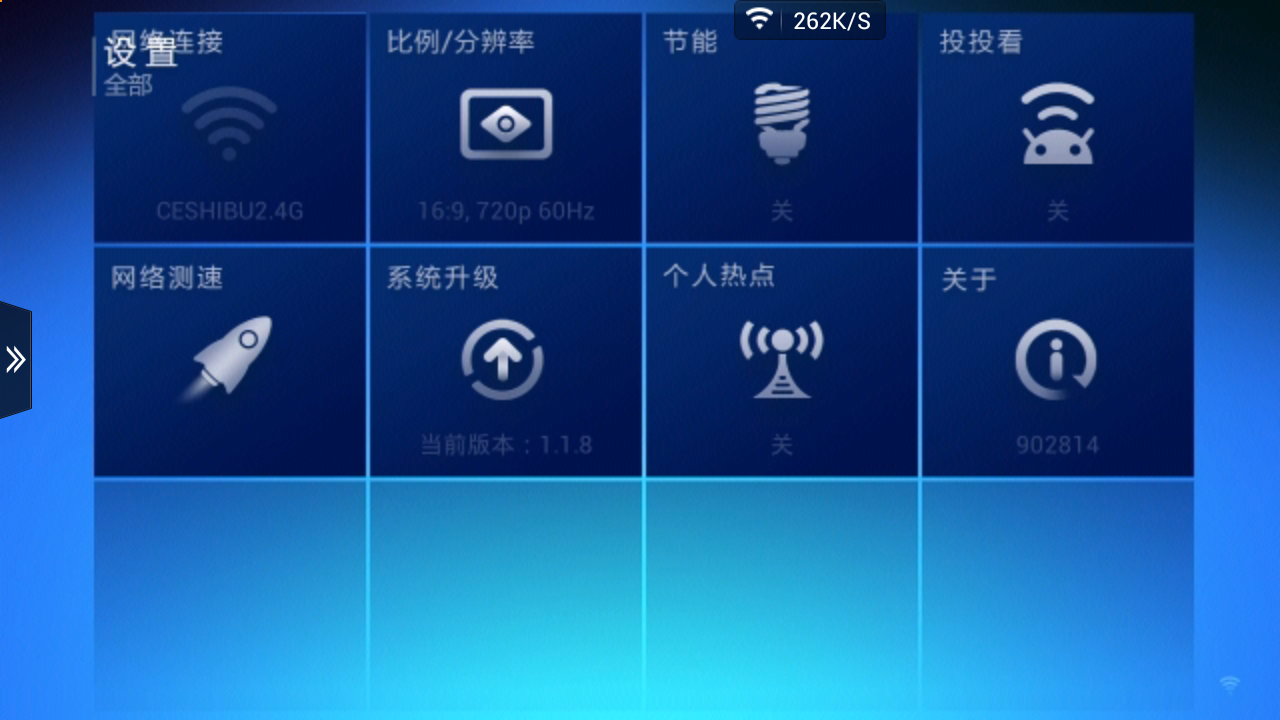 262K/S
设置
全部
网络连接
比例/分辨率
节能
投投看
CESHIBU2.4G
16:9, 720p 60Hz
关
关
网络测速
系统升级
个人热点
关于
当前版本：1.1.8
关
902814